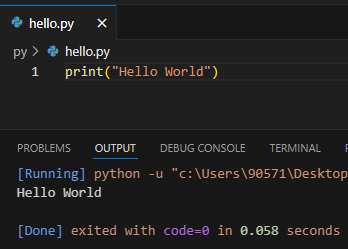 hello.py ×
py > hello.py
1 print("Hello World")
PROBLEMS OUTPUT DEBUG CONSOLE TERMINAL
[Running] python -u "c:\Users\90571\Desktop
Hello World
[Done] exited with code=0 in 0.058 seconds